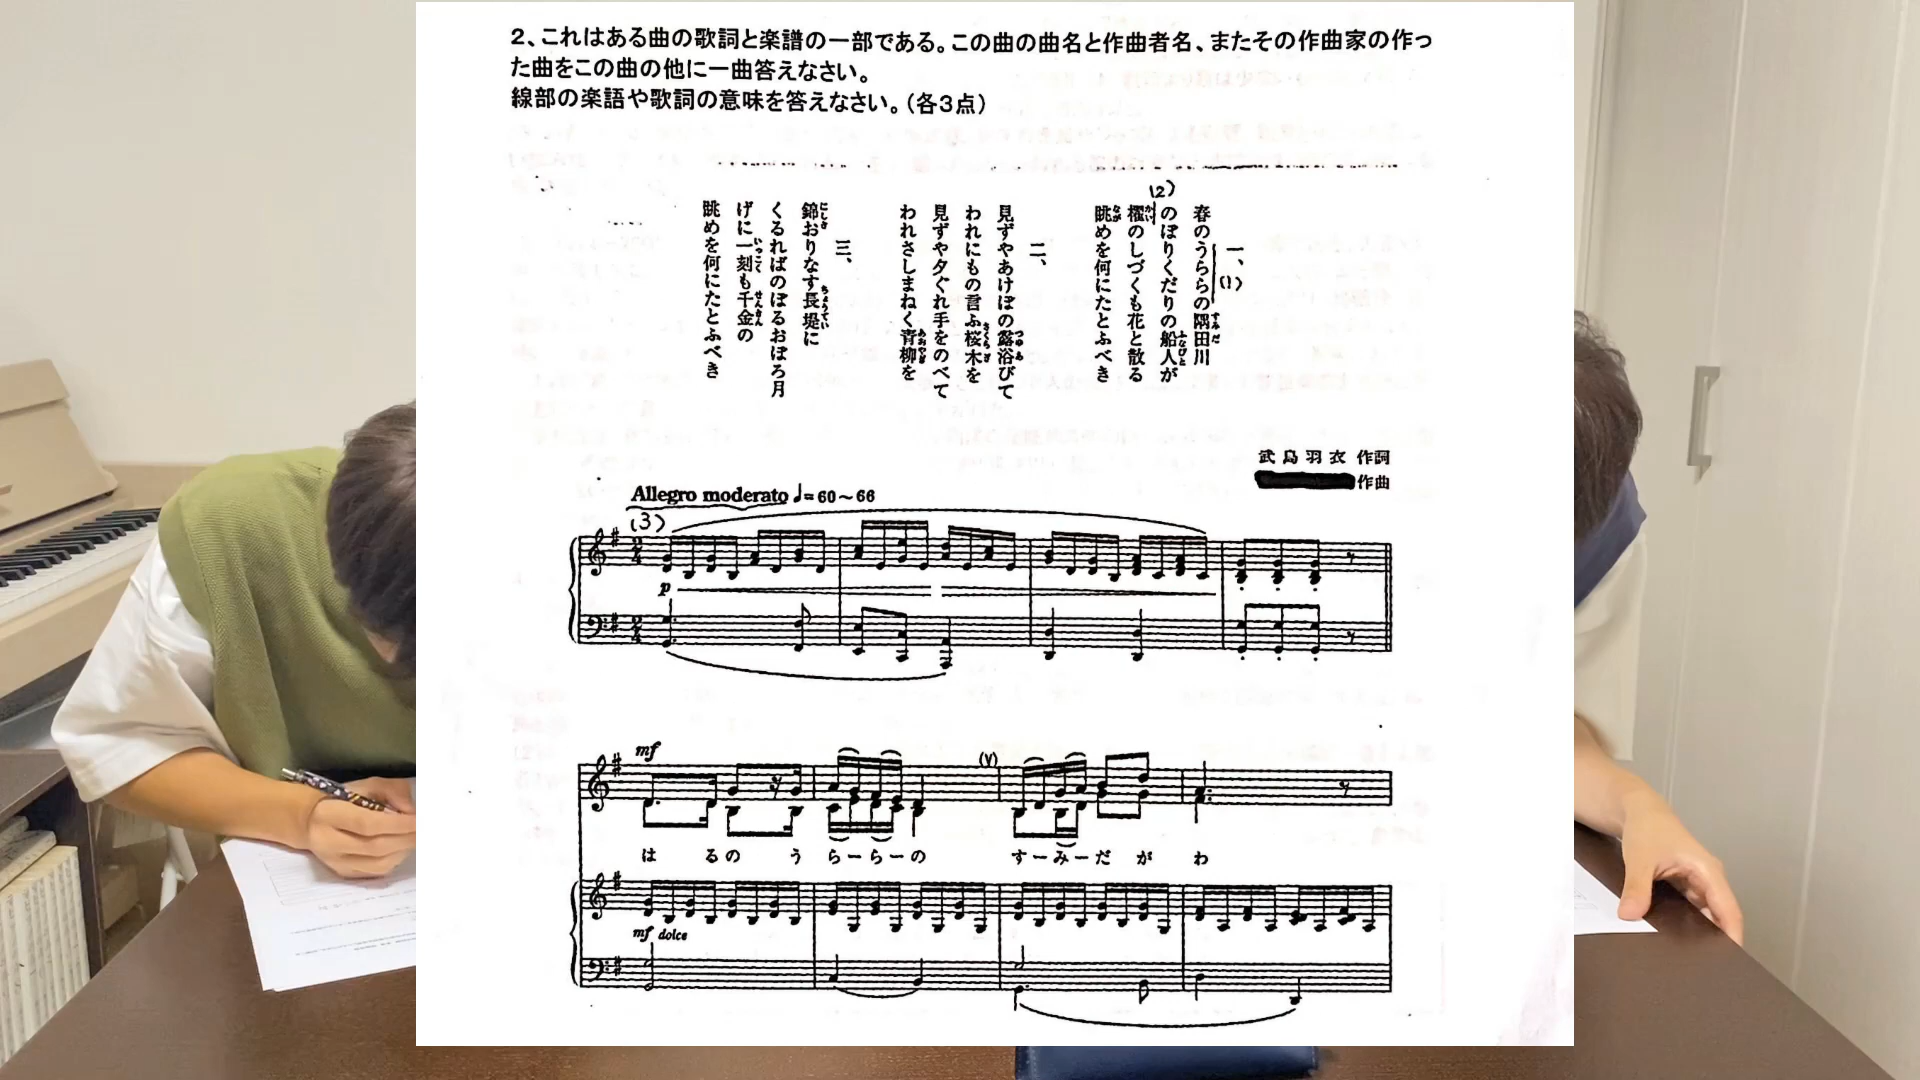 2、これはある曲の歌詞と楽譜の一部である。この曲の曲名と作曲者名、またその作曲家の作っ
た曲をこの曲の他に一曲答えなさい。
線部の楽語や歌詞の意味を答えなさい。(各3点)
一、(1)
春のうららの隅田川
(2)
のぼりくだりの船人が
櫂のしづくも花と散る
眺めを何にたとふべき
二、
見ずやあけぼの露浴びて
われにもの言ふ桜木を
見ずや夕ぐれ手をのべて
われさしまねく青柳を
三、
錦おりなす長堤に
くるればのぼるおぼろ月
げに一刻も千金の
眺めを何にたとふべき
武島羽衣 作詞
作曲
Allegro moderato ♩=60~66
(3)
p
mf
(V)
は るの う らーらーの すーみーだ が わ
mf dolce